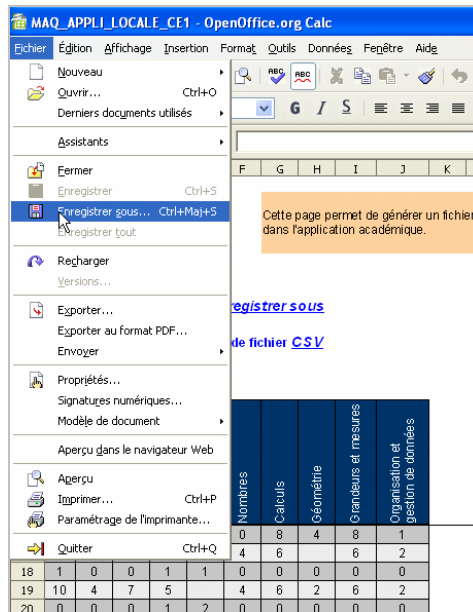 MAQ_APPLI_LOCALE_CE1 - OpenOffice.org Calc
Fichier Édition Affichage Insertion Format Outils Données Fenêtre Aide
Nouveau
Ouvrir... Ctrl+O
Derniers documents utilisés
Assistants
Fermer
Enregistrer Ctrl+S
Enregistrer sous... Ctrl+Maj+S
Enregistrer tout
Recharger
Versions...
Exporter...
Exporter au format PDF...
Envoyer
Propriétés...
Signatures numériques...
Modèle de document
Aperçu dans le navigateur Web
Aperçu
Imprimer... Ctrl+P
Paramétrage de l'imprimante...
Quitter Ctrl+Q
ABC ABC
G I S
F G H I J K
Cette page permet de générer un fichier
dans l'application académique.
egistrer sous
de fichier CSV
Nombres
Calculs
Géométrie
Grandeurs et mesures
Organisation et
gestion de données
0 8 4 8 1
4 6 6 2
18 1 0 0 1 1 0 0 0 0 0
19 10 4 7 5 4 6 2 6 2
20 0 0 0 1 2 0 0 0 0 0